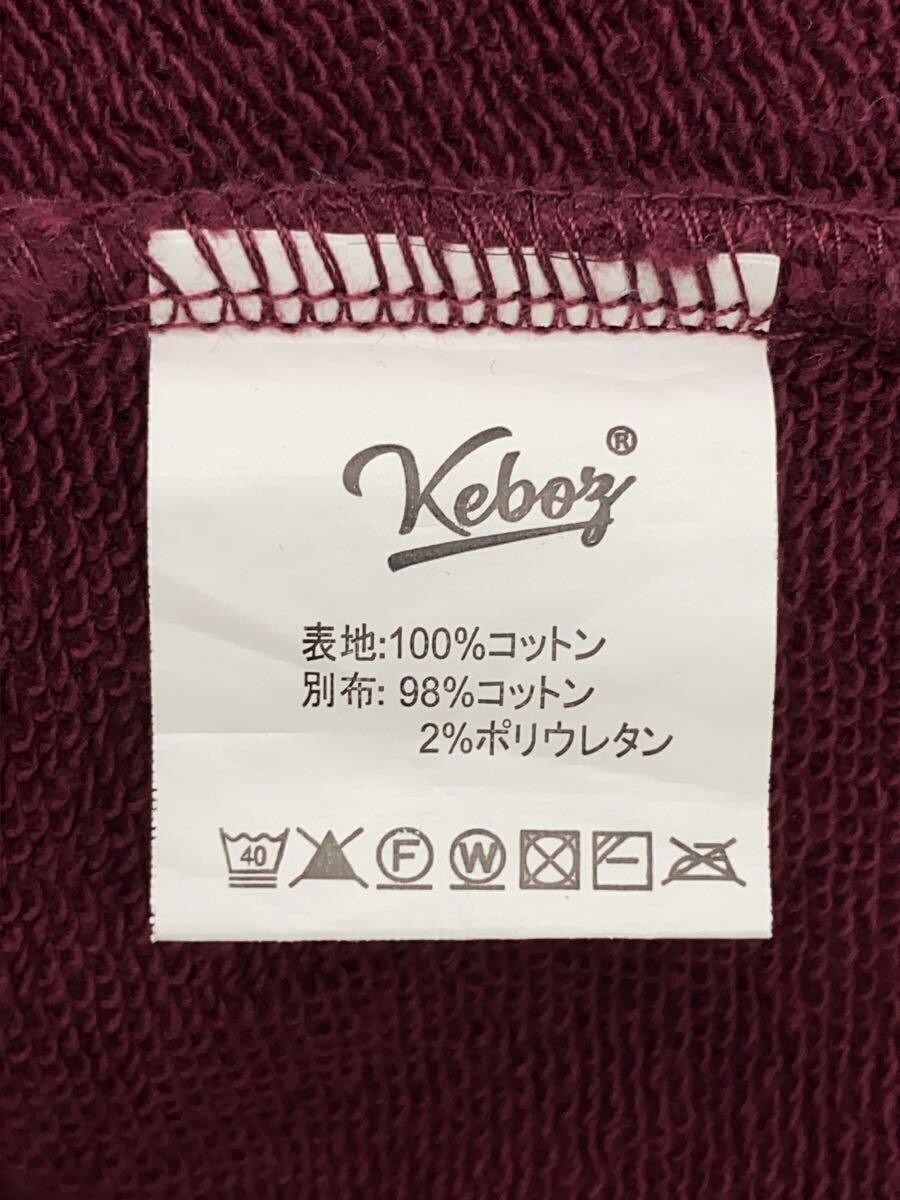 Keboz®
表地:100%コットン
別布: 98%コットン
2%ポリウレタン
40 F W